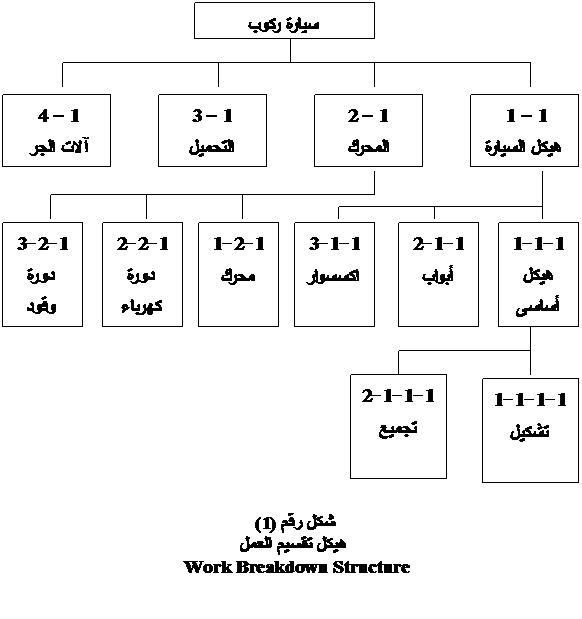 سيارة ركوب
1 – 1
هيكل السيارة
2 – 1
المحرك
3 – 1
التحميل
4 – 1
آلات الجر
1-1-1
هيكل
أساسى
2-1-1
أبواب
3-1-1
اكسسوار
1-2-1
محرك
2-2-1
دورة
كهرباء
3-2-1
دورة
وقود
1-1-1-1
تشكيل
2-1-1-1
تجميع
شكل رقم (1)
هيكل تقسيم العمل
Work Breakdown Structure